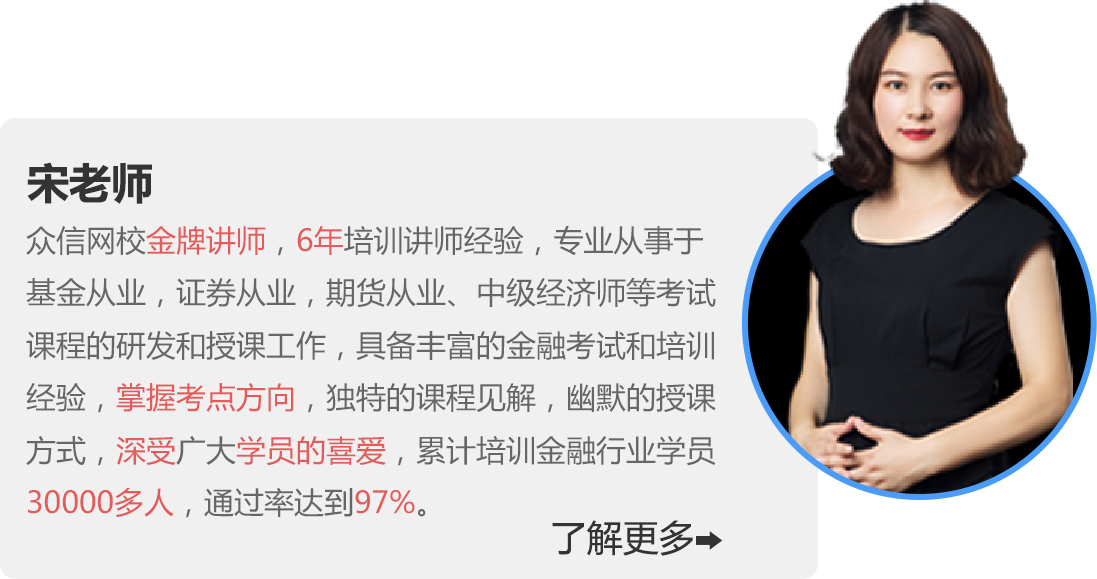 宋老师
众信网校金牌讲师，6年培训讲师经验，专业从事于
基金从业，证券从业，期货从业、中级经济师等考试
课程的研发和授课工作，具备丰富的金融考试和培训
经验，掌握考点方向，独特的课程见解，幽默的授课
方式，深受广大学员的喜爱，累计培训金融行业学员
30000多人，通过率达到97%。
了解更多➡